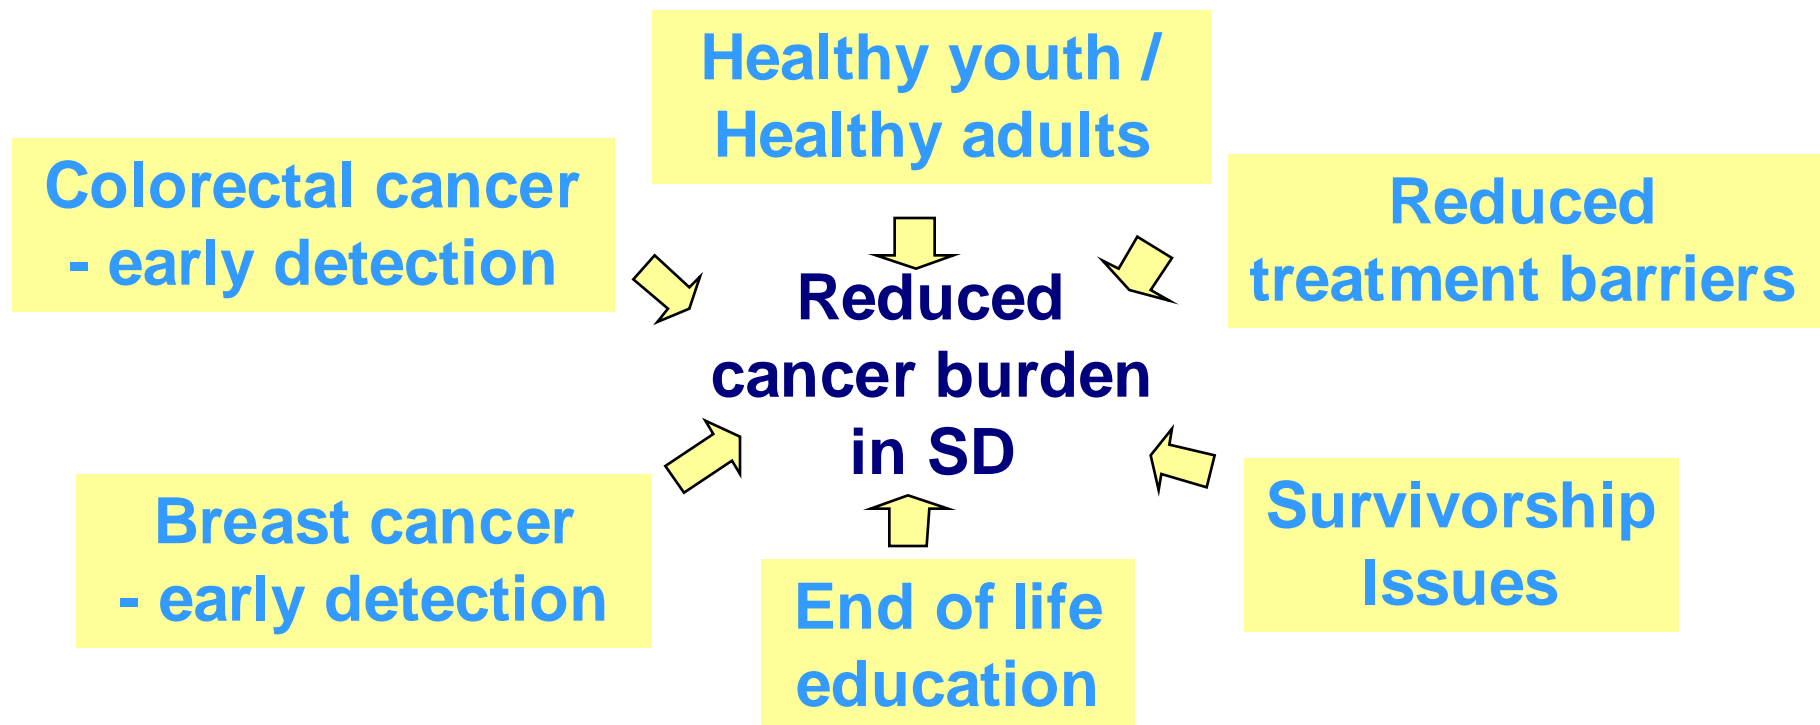 Healthy youth /
Healthy adults
Colorectal cancer
- early detection
Reduced
treatment barriers
Reduced
cancer burden
in SD
Breast cancer
- early detection
Survivorship
Issues
End of life
education